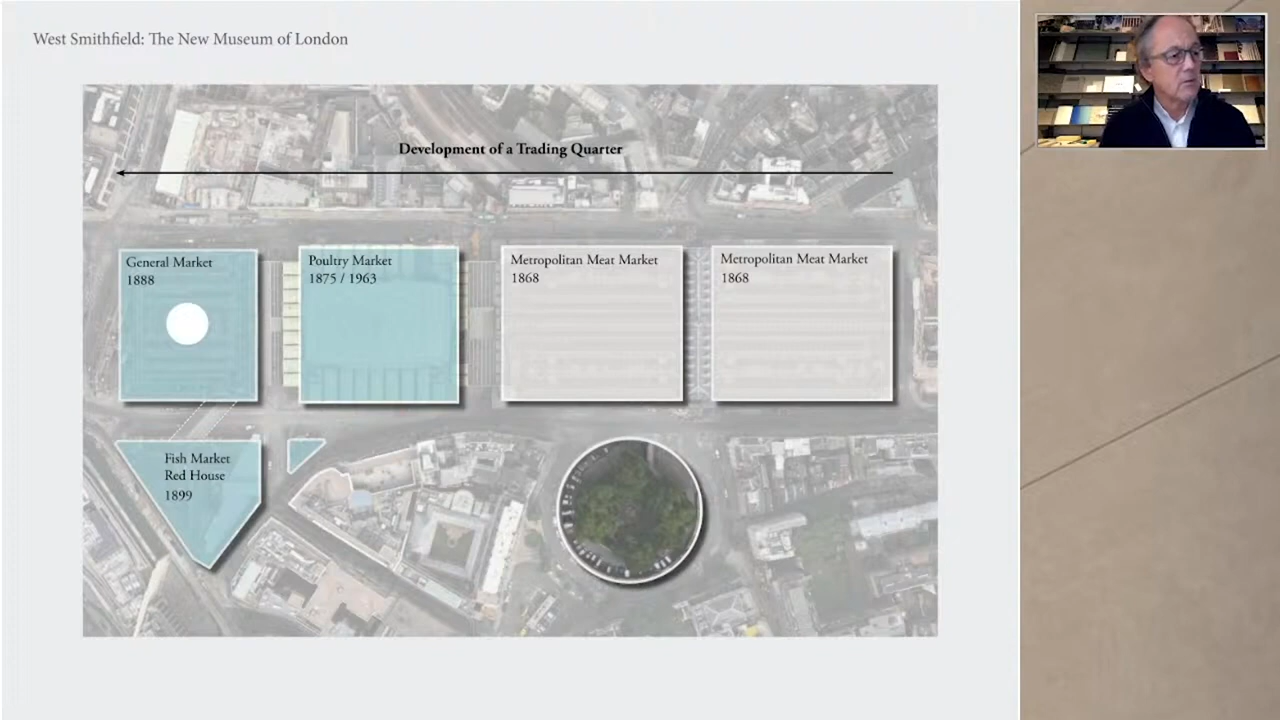 West Smithfield: The New Museum of London
Development of a Trading Quarter
General Market
1888
Poultry Market
1875 / 1963
Metropolitan Meat Market
1868
Metropolitan Meat Market
1868
Fish Market
Red House
1899